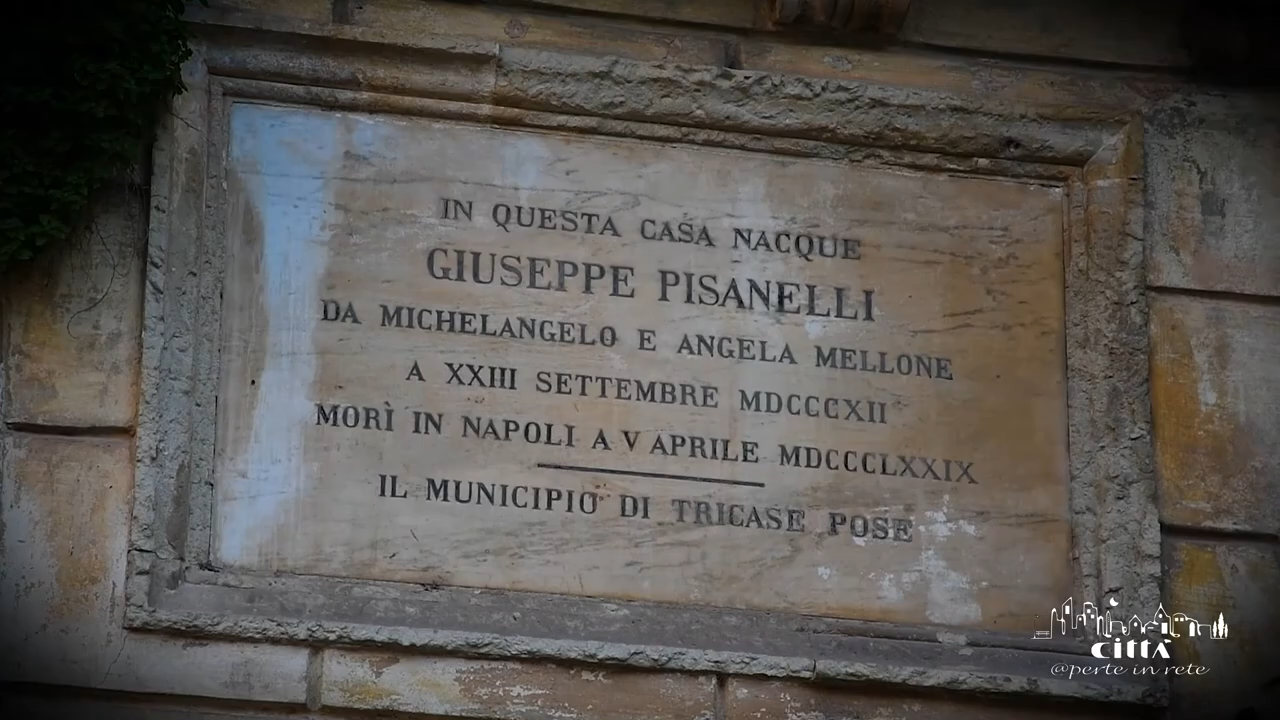 IN QUESTA CASA NACQUE
GIUSEPPE PISANELLI
DA MICHELANGELO E ANGELA MELLONE
A XXIII SETTEMBRE MDCCCXII
MORÌ IN NAPOLI A V APRILE MDCCCLXXIX
IL MUNICIPIO DI TRICASE POSE
CITTÀ
@perte in rete